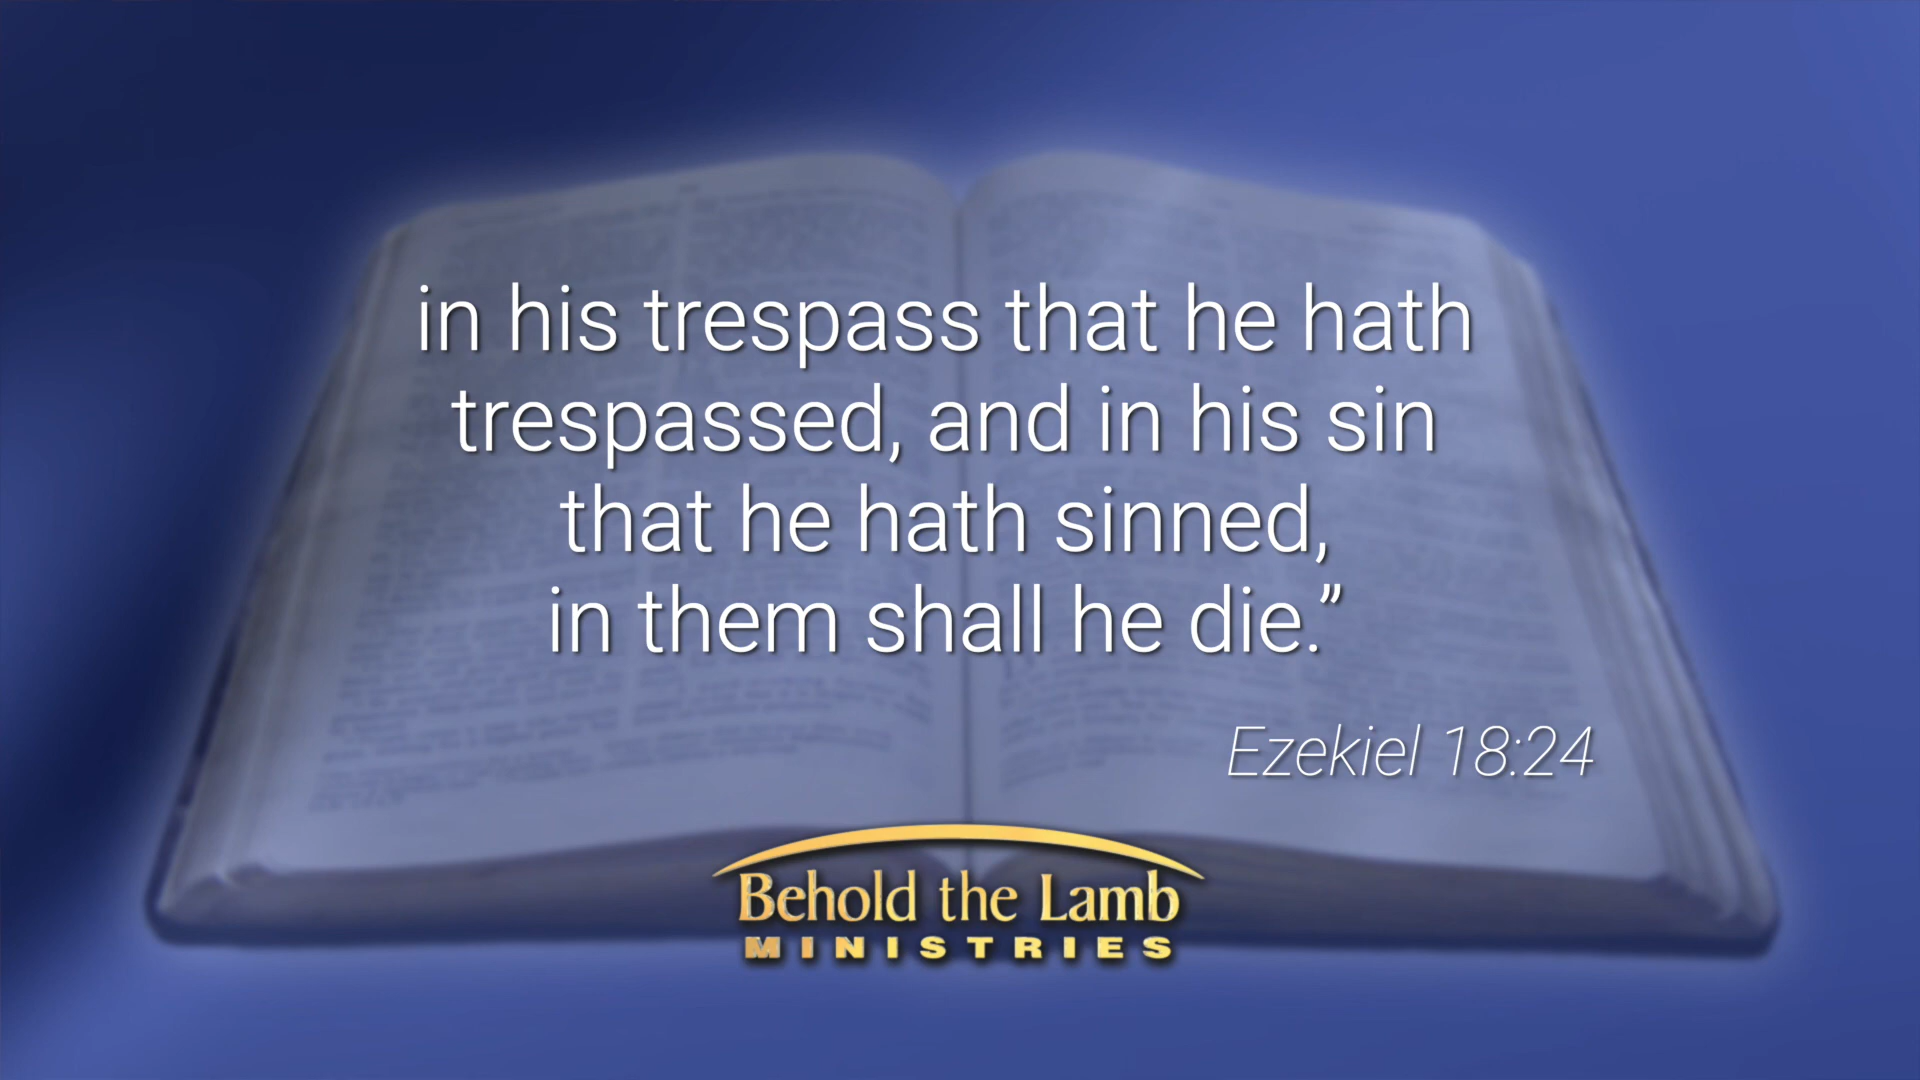 in his trespass that he hath
trespassed, and in his sin
that he hath sinned,
in them shall he die.”
Ezekiel 18:24
Behold the Lamb
MINISTRIES